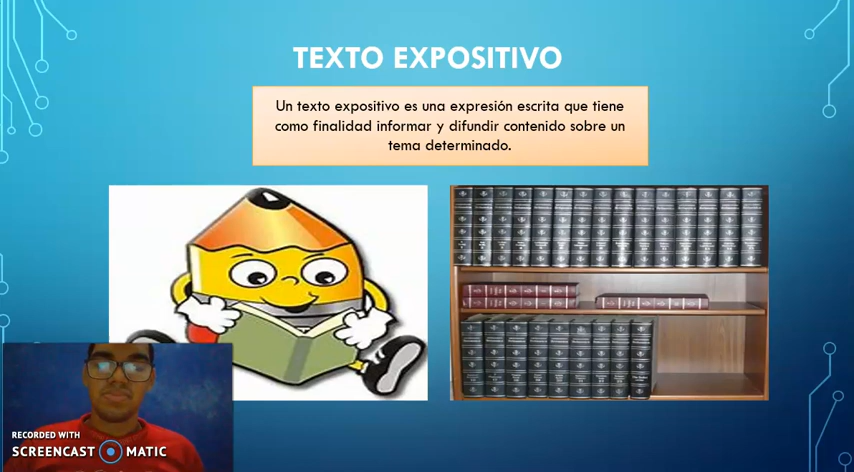 TEXTO EXPOSITIVO
Un texto expositivo es una expresión escrita que tiene
como finalidad informar y difundir contenido sobre un
tema determinado.
RECORDED WITH
SCREENCAST MATIC